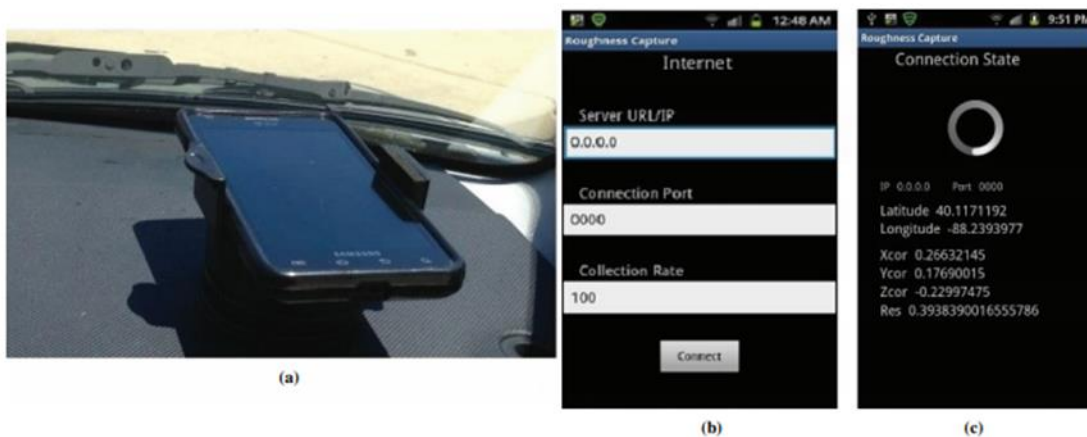 SAMSUNG
(a)
12:48 AM
Roughness Capture
Internet
Server URL/IP
0.0.0.0
Connection Port
0000
Collection Rate
100
Connect
(b)
9:51 PM
Roughness Capture
Connection State
IP 0.0.0.0 Port 0000
Latitude 40.1171192
Longitude -88.2393977
Xcor 0.26632145
Ycor 0.17690015
Zcor -0.22997475
Res 0.3938390016555786
(c)